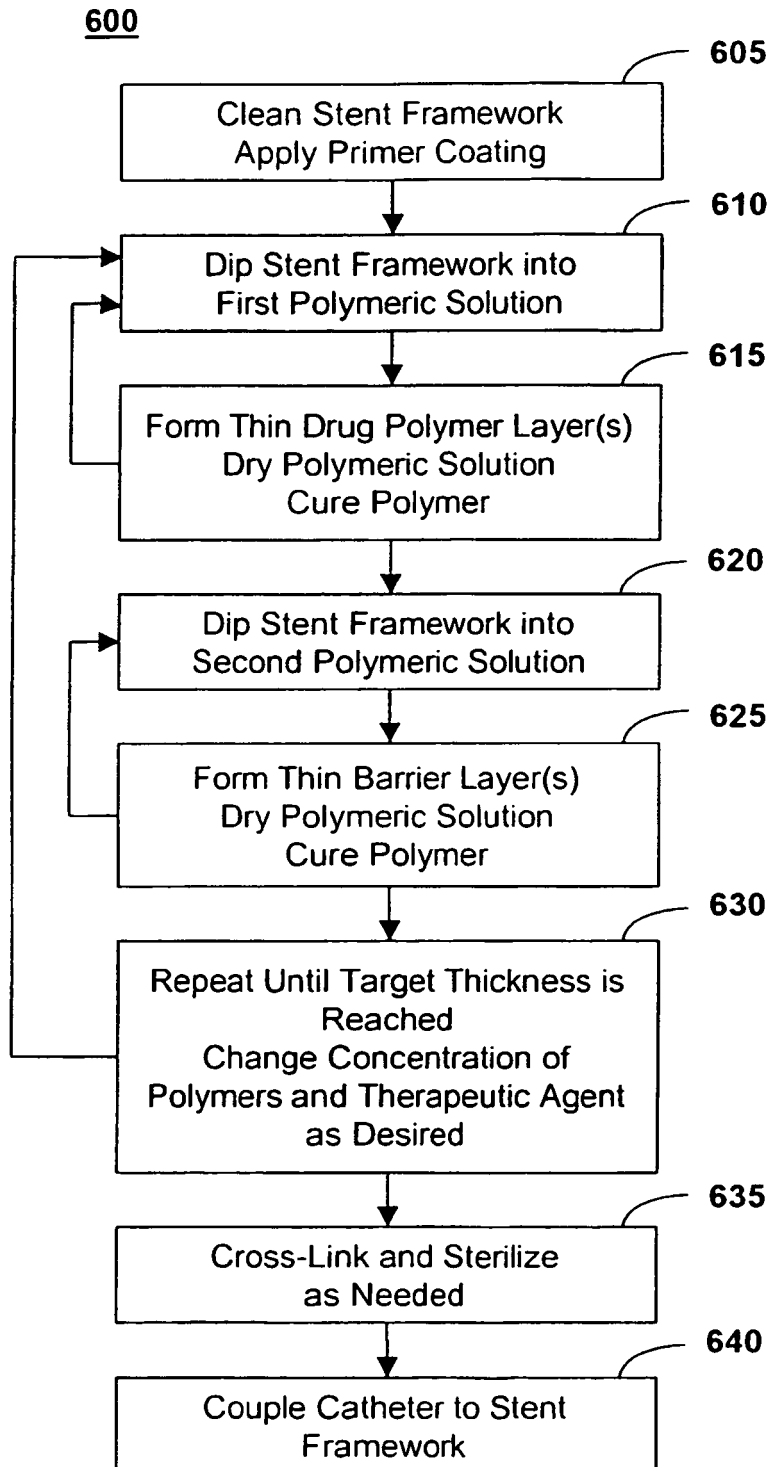 600
605
Clean Stent Framework
Apply Primer Coating
610
Dip Stent Framework into
First Polymeric Solution
615
Form Thin Drug Polymer Layer(s)
Dry Polymeric Solution
Cure Polymer
620
Dip Stent Framework into
Second Polymeric Solution
625
Form Thin Barrier Layer(s)
Dry Polymeric Solution
Cure Polymer
630
Repeat Until Target Thickness is
Reached
Change Concentration of
Polymers and Therapeutic Agent
as Desired
635
Cross-Link and Sterilize
as Needed
640
Couple Catheter to Stent
Framework